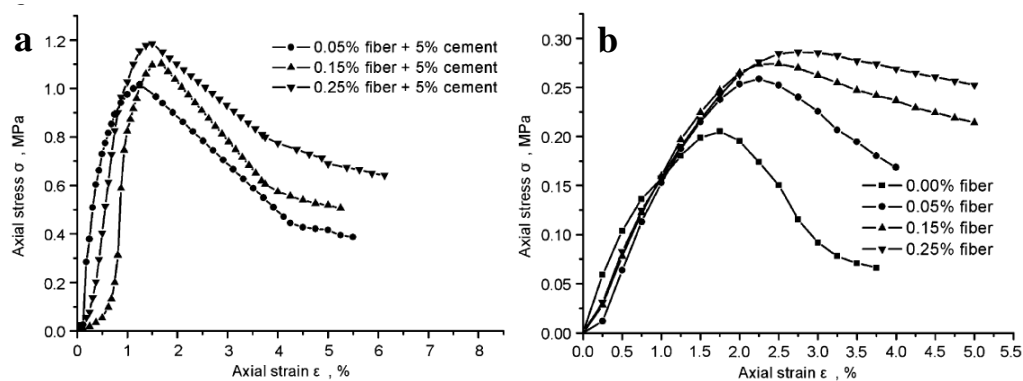 a
1.2
1.0
0.8
0.6
0.4
0.2
0.0
Axial stress σ , MPa
0.05% fiber + 5% cement
0.15% fiber + 5% cement
0.25% fiber + 5% cement
0 1 2 3 4 5 6 7 8
Axial strain ε , %
b
0.30
0.25
0.20
0.15
0.10
0.05
0.00
Axial stress σ , MPa
0.00% fiber
0.05% fiber
0.15% fiber
0.25% fiber
0.0 0.5 1.0 1.5 2.0 2.5 3.0 3.5 4.0 4.5 5.0 5.5
Axial strain ε , %